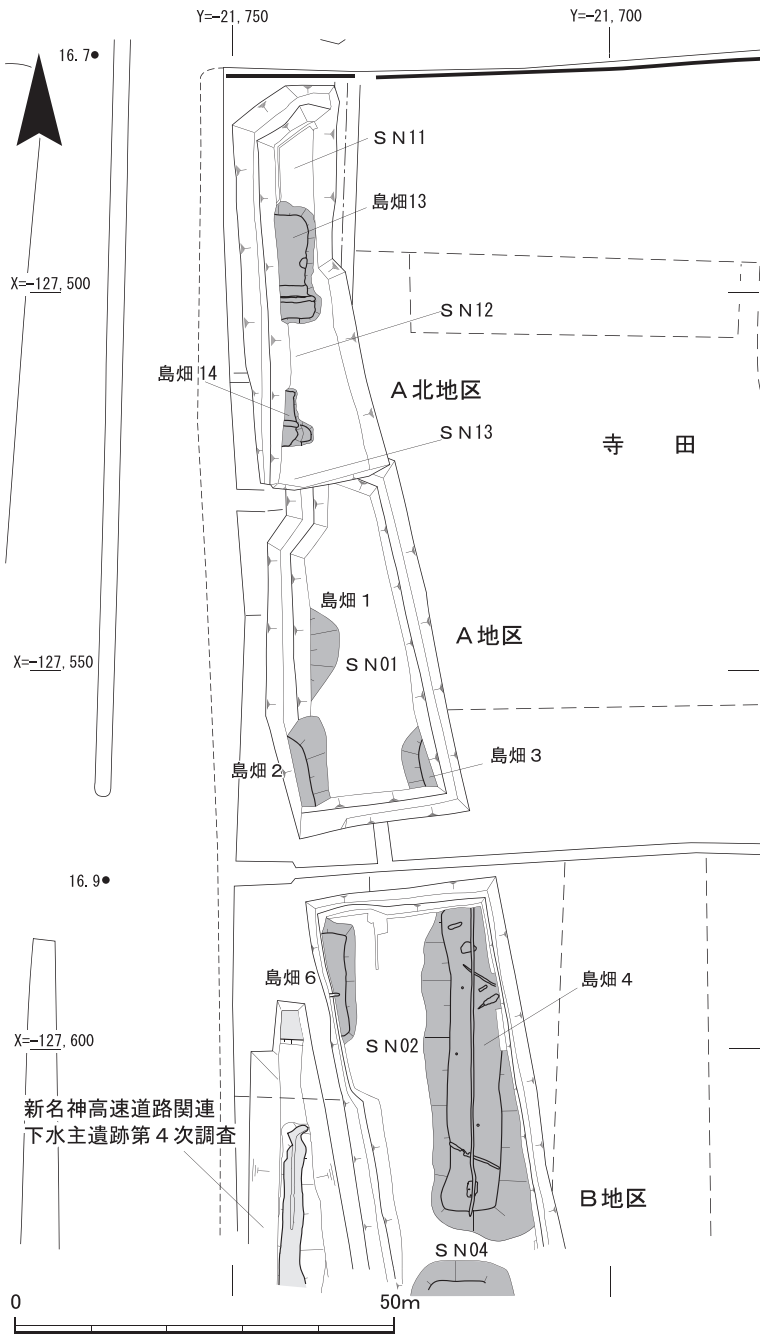 Y=-21,750
Y=-21,700
16.7
SN11
島畑13
X=-127,500
SN12
島畑 14
A北地区
SN13
寺 田
島畑 1
A地区
X=-127,550
SN01
島畑 2
島畑 3
16.9
島畑 6
島畑 4
X=-127,600
SN02
新名神高速道路関連
下水主遺跡第4次調査
B地区
SN04
0
50m